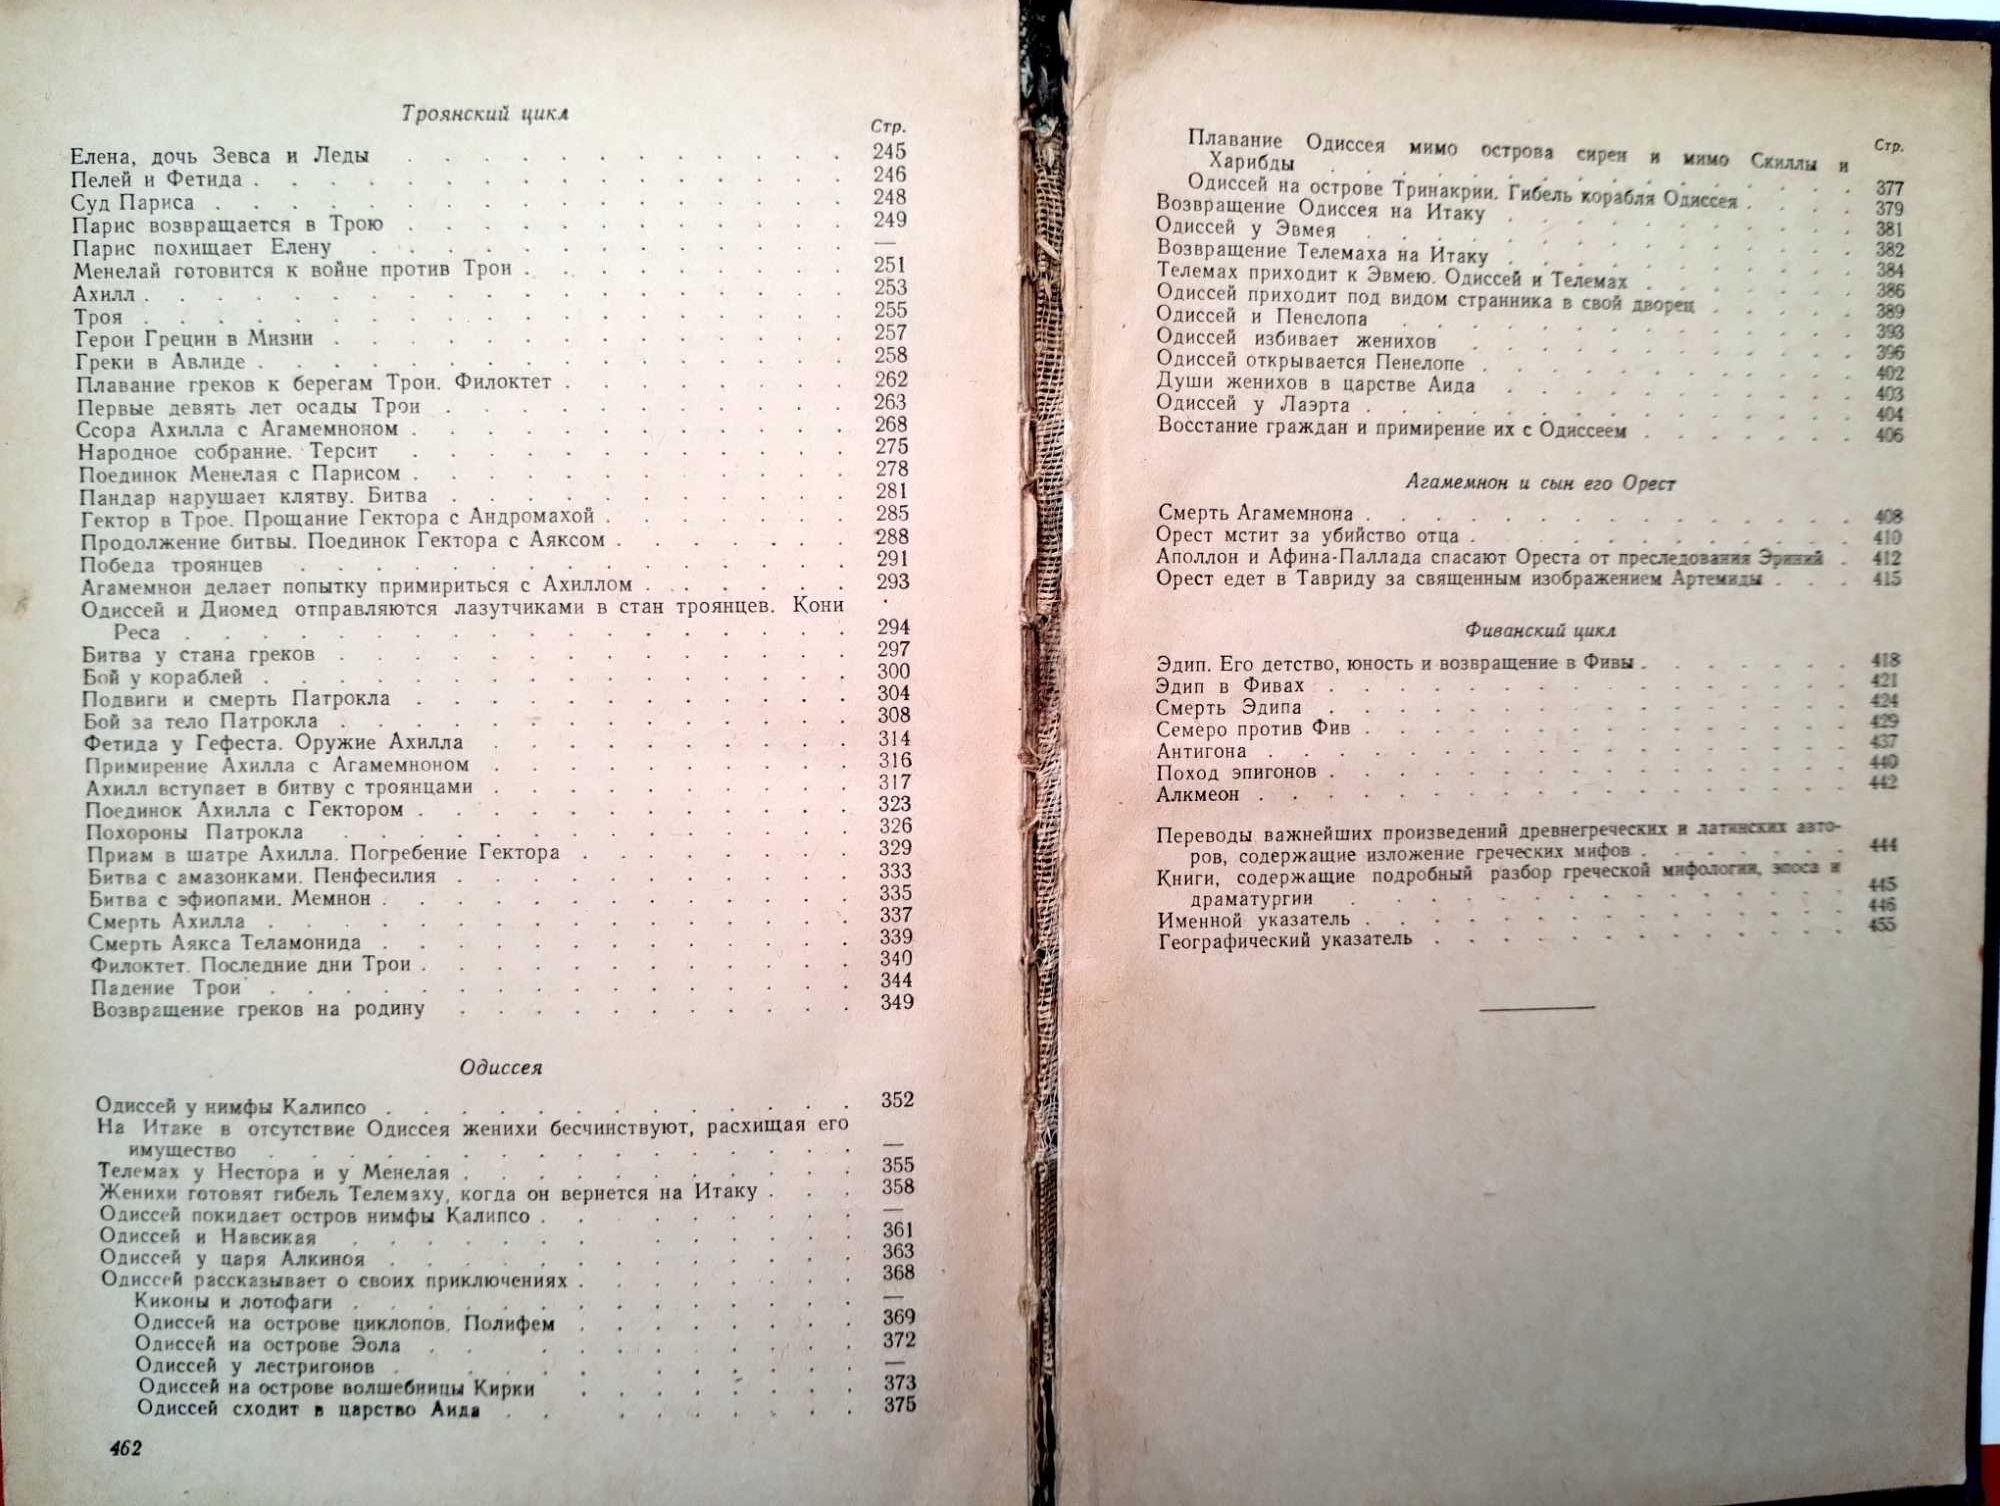 Троянский цикл
Стр.
Елена, дочь Зевса и Леды . . . . . . . . . . . 245
Пелей и Фетида . . . . . . . . . . . . . . . . 246
Суд Париса . . . . . . . . . . . . . . . . . 248
Парис возвращается в Трою . . . . . . . . . . . 249
Парис похищает Елену . . . . . . . . . . . . . —
Менелай готовится к войне против Трои . . . . . . . . 251
Ахилл . . . . . . . . . . . . . . . . . . . 253
Троя . . . . . . . . . . . . . . . . . . . 255
Герои Греции в Мизии . . . . . . . . . . . . . 257
Греки в Авлиде . . . . . . . . . . . . . . . . 258
Плавание греков к берегам Трои. Филоктет . . . . . . . 262
Первые девять лет осады Трои . . . . . . . . . . 263
Ссора Ахилла с Агамемноном . . . . . . . . . . . 268
Народное собрание. Терсит . . . . . . . . . . . 275
Поединок Менелая с Парисом . . . . . . . . . . . 278
Пандар нарушает клятву. Битва . . . . . . . . . . 281
Гектор в Трое. Прощание Гектора с Андромахой . . . . . . 285
Продолжение битвы. Поединок Гектора с Аяксом . . . . . . 288
Победа троянцев . . . . . . . . . . . . . . . 291
Агамемнон делает попытку примириться с Ахиллом . . . . . 293
Одиссей и Диомед отправляются лазутчиками в стан троянцев. Кони
Реса . . . . . . . . . . . . . . . . . . 294
Битва у стана греков . . . . . . . . . . . . . 297
Бой у кораблей . . . . . . . . . . . . . . . . 300
Подвиги и смерть Патрокла . . . . . . . . . . . 304
Бой за тело Патрокла . . . . . . . . . . . . . 308
Фетида у Гефеста. Оружие Ахилла . . . . . . . . . 314
Примирение Ахилла с Агамемноном . . . . . . . . . 316
Ахилл вступает в битву с троянцами . . . . . . . . . 317
Поединок Ахилла с Гектором . . . . . . . . . . . 323
Похороны Патрокла . . . . . . . . . . . . . . 326
Приам в шатре Ахилла. Погребение Гектора . . . . . . . 329
Битва с амазонками. Пенфесилия . . . . . . . . . . 333
Битва с эфиопами. Мемнон . . . . . . . . . . . . 335
Смерть Ахилла . . . . . . . . . . . . . . . . 337
Смерть Аякса Теламонида . . . . . . . . . . . . 339
Филоктет. Последние дни Трои . . . . . . . . . . . 340
Падение Трои . . . . . . . . . . . . . . . . 344
Возвращение греков на родину . . . . . . . . . . 349
Одиссея
Одиссей у нимфы Калипсо . . . . . . . . . . . . 352
На Итаке в отсутствие Одиссея женихи бесчинствуют, расхищая его
имущество . . . . . . . . . . . . . . . . —
Телемах у Нестора и у Менелая . . . . . . . . . . 355
Женихи готовят гибель Телемаху, когда он вернется на Итаку . . . 358
Одиссей покидает остров нимфы Калипсо . . . . . . . . —
Одиссей и Навсикая . . . . . . . . . . . . . 361
Одиссей у царя Алкиноя . . . . . . . . . . . . 363
Одиссей рассказывает о своих приключениях . . . . . . . 368
Киконы и лотофаги . . . . . . . . . . . . . —
Одиссей на острове циклопов. Полифем . . . . . . . 369
Одиссей на острове Эола . . . . . . . . . . . 372
Одиссей у лестригонов . . . . . . . . . . . . —
Одиссей на острове волшебницы Кирки . . . . . . . 373
Одиссей сходит в царство Аида . . . . . . . . . 375
462
Стр.
Плавание Одиссея мимо острова сирен и мимо Скиллы и
Харибды . . . . . . . . . . . . . . . . 377
Одиссей на острове Тринакрии. Гибель корабля Одиссея . . . . 379
Возвращение Одиссея на Итаку . . . . . . . . . . 381
Одиссей у Эвмея . . . . . . . . . . . . . . . 382
Возвращение Телемаха на Итаку . . . . . . . . . . 384
Телемах приходит к Эвмею. Одиссей и Телемах . . . . . . 386
Одиссей приходит под видом странника в свой дворец . . . . 389
Одиссей и Пенелопа . . . . . . . . . . . . . . 393
Одиссей избивает женихов . . . . . . . . . . . . 396
Одиссей открывается Пенелопе . . . . . . . . . . . 402
Души женихов в царстве Аида . . . . . . . . . . . 403
Одиссей у Лаэрта . . . . . . . . . . . . . . . 404
Восстание граждан и примирение их с Одиссеем . . . . . . 406
Агамемнон и сын его Орест
Смерть Агамемнона . . . . . . . . . . . . . . 408
Орест мстит за убийство отца . . . . . . . . . . . 410
Аполлон и Афина-Паллада спасают Ореста от преследования Эриний . 412
Орест едет в Тавриду за священным изображением Артемиды . . . 415
Фиванский цикл
Эдип. Его детство, юность и возвращение в Фивы . . . . . . 418
Эдип в Фивах . . . . . . . . . . . . . . . . 421
Смерть Эдипа . . . . . . . . . . . . . . . . 424
Семеро против Фив . . . . . . . . . . . . . . 429
Антигона . . . . . . . . . . . . . . . . . . 437
Поход эпигонов . . . . . . . . . . . . . . . . 440
Алкмеон . . . . . . . . . . . . . . . . . . 442
Переводы важнейших произведений древнегреческих и латинских авто-
ров, содержащие изложение греческих мифов . . . . . . 444
Книги, содержащие подробный разбор греческой мифологии, эпоса и
драматургии . . . . . . . . . . . . . . . 445
Именной указатель . . . . . . . . . . . . . . 446
Географический указатель . . . . . . . . . . . . 455